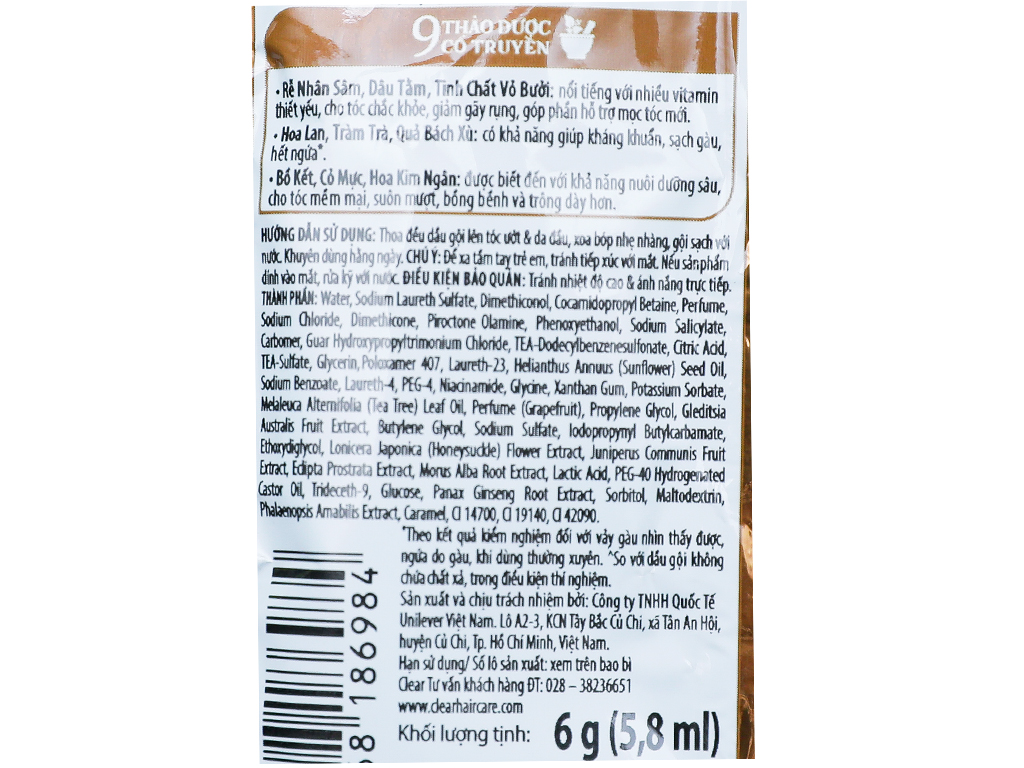 9 THẢO DƯỢC
CỔ TRUYỀN
• Rễ Nhân Sâm, Dâu Tằm, Tinh Chất Vỏ Bưởi: nổi tiếng với nhiều vitamin
thiết yếu, cho tóc chắc khỏe, giảm gãy rụng, góp phần hỗ trợ mọc tóc mới.
• Hoa Lan, Tràm Trà, Quả Bách Xù: có khả năng giúp kháng khuẩn, sạch gàu,
hết ngứa*.
• Bồ Kết, Cỏ Mực, Hoa Kim Ngân: được biết đến với khả năng nuôi dưỡng sâu,
cho tóc mềm mại, suôn mượt, bồng bềnh và trông dày hơn.
HƯỚNG DẪN SỬ DỤNG: Thoa đều dầu gội lên tóc ướt & da đầu, xoa bóp nhẹ nhàng, gội sạch với
nước. Khuyên dùng hằng ngày. CHÚ Ý: Để xa tầm tay trẻ em, tránh tiếp xúc với mắt. Nếu sản phẩm
dính vào mắt, rửa kỹ với nước. ĐIỀU KIỆN BẢO QUẢN: Tránh nhiệt độ cao & ánh nắng trực tiếp.
THÀNH PHẦN: Water, Sodium Laureth Sulfate, Dimethiconol, Cocamidopropyl Betaine, Perfume,
Sodium Chloride, Dimethicone, Piroctone Olamine, Phenoxyethanol, Sodium Salicylate,
Carbomer, Guar Hydroxypropyltrimonium Chloride, TEA-Dodecylbenzenesulfonate, Citric Acid,
TEA-Sulfate, Glycerin, Poloxamer 407, Laureth-23, Helianthus Annuus (Sunflower) Seed Oil,
Sodium Benzoate, Laureth-4, PEG-4, Niacinamide, Glycine, Xanthan Gum, Potassium Sorbate,
Melaleuca Alternifolia (Tea Tree) Leaf Oil, Perfume (Grapefruit), Propylene Glycol, Gleditsia
Australis Fruit Extract, Butylene Glycol, Sodium Sulfate, Iodopropynyl Butylcarbamate,
Ethoxydiglycol, Lonicera Japonica (Honeysuckle) Flower Extract, Juniperus Communis Fruit
Extract, Eclipta Prostrata Extract, Morus Alba Root Extract, Lactic Acid, PEG-40 Hydrogenated
Castor Oil, Trideceth-9, Glucose, Panax Ginseng Root Extract, Sorbitol, Maltodextrin,
Phalaenopsis Amabilis Extract, Caramel, CI 14700, CI 19140, CI 42090.
*Theo kết quả kiểm nghiệm đối với vảy gàu nhìn thấy được,
ngứa do gàu, khi dùng thường xuyên. ^So với dầu gội không
chứa chất xả, trong điều kiện thí nghiệm.
Sản xuất và chịu trách nhiệm bởi: Công ty TNHH Quốc Tế
Unilever Việt Nam. Lô A2-3, KCN Tây Bắc Củ Chi, xã Tân An Hội,
huyện Củ Chi, Tp. Hồ Chí Minh, Việt Nam.
Hạn sử dụng/ Số lô sản xuất: xem trên bao bì
Clear Tư vấn khách hàng ĐT: 028 – 38236651
www.clearhaircare.com
Khối lượng tịnh: 6 g (5,8 ml)
8 186984